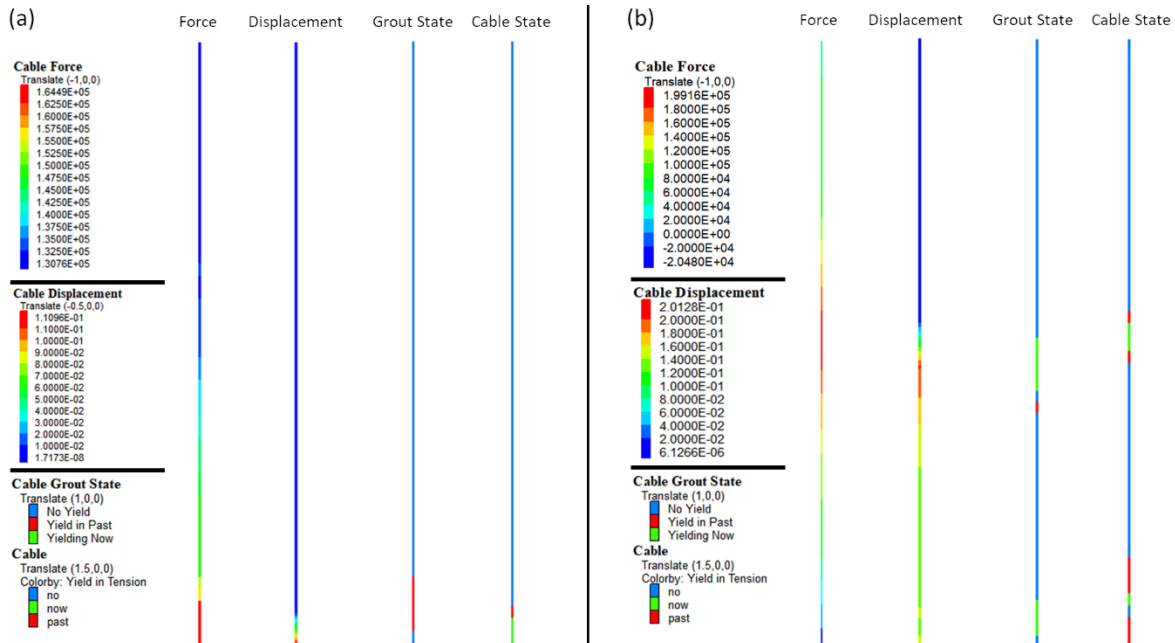 (a)
Force Displacement Grout State Cable State
Cable Force
Translate (-1,0,0)
1.6449E+05
1.6250E+05
1.6000E+05
1.5750E+05
1.5500E+05
1.5250E+05
1.5000E+05
1.4750E+05
1.4500E+05
1.4250E+05
1.4000E+05
1.3750E+05
1.3500E+05
1.3250E+05
1.3076E+05
Cable Displacement
Translate (-0.5,0,0)
1.1096E-01
1.1000E-01
1.0000E-01
9.0000E-02
8.0000E-02
7.0000E-02
6.0000E-02
5.0000E-02
4.0000E-02
3.0000E-02
2.0000E-02
1.0000E-02
1.7173E-08
Cable Grout State
Translate (1,0,0)
No Yield
Yield in Past
Yielding Now
Cable
Translate (1.5,0,0)
Colorby: Yield in Tension
no
now
past
(b)
Force Displacement Grout State Cable State
Cable Force
Translate (-1,0,0)
1.9916E+05
1.8000E+05
1.6000E+05
1.4000E+05
1.2000E+05
1.0000E+05
8.0000E+04
6.0000E+04
4.0000E+04
2.0000E+04
0.0000E+00
-2.0000E+04
-2.0480E+04
Cable Displacement
2.0128E-01
2.0000E-01
1.8000E-01
1.6000E-01
1.4000E-01
1.2000E-01
1.0000E-01
8.0000E-02
6.0000E-02
4.0000E-02
2.0000E-02
6.1266E-06
Cable Grout State
Translate (1,0,0)
No Yield
Yield in Past
Yielding Now
Cable
Translate (1.5,0,0)
Colorby: Yield in Tension
no
now
past